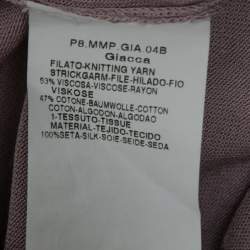 P8.MMP.GIA.04B
Giacca
FILATO-KNITTING YARN
STRICKGARM-FILE-HILADO-FIO
53% VISCOSA-VISCOSE-RAYON
VISKOSE
47% COTONE-BAUMWOLLE-COTTON
COTON-ALGODON-ALGODAO
1-TESSUTO-TISSUE
MATERIAL-TEJIDO-TECIDO
100%SETA-SILK-SOIE-SEIDE-SEDA